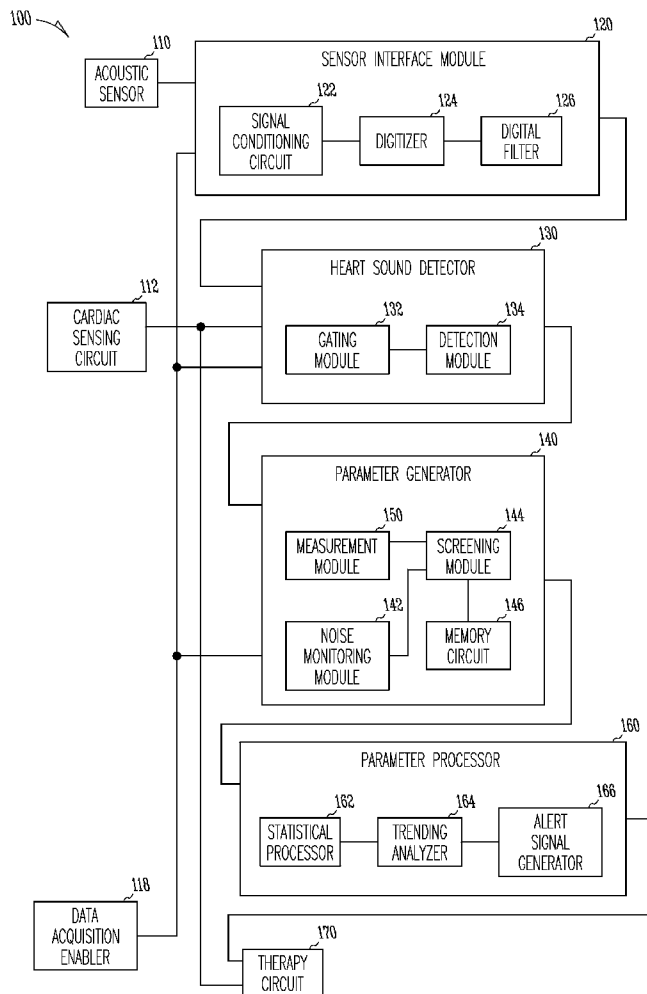 100
110
ACOUSTIC
SENSOR
120
SENSOR INTERFACE MODULE
122
SIGNAL
CONDITIONING
CIRCUIT
124
DIGITIZER
126
DIGITAL
FILTER
130
HEART SOUND DETECTOR
112
CARDIAC
SENSING
CIRCUIT
132
GATING
MODULE
134
DETECTION
MODULE
140
PARAMETER GENERATOR
150
MEASUREMENT
MODULE
144
SCREENING
MODULE
142
NOISE
MONITORING
MODULE
146
MEMORY
CIRCUIT
160
PARAMETER PROCESSOR
162
STATISTICAL
PROCESSOR
164
TRENDING
ANALYZER
166
ALERT
SIGNAL
GENERATOR
118
DATA
ACQUISITION
ENABLER
170
THERAPY
CIRCUIT